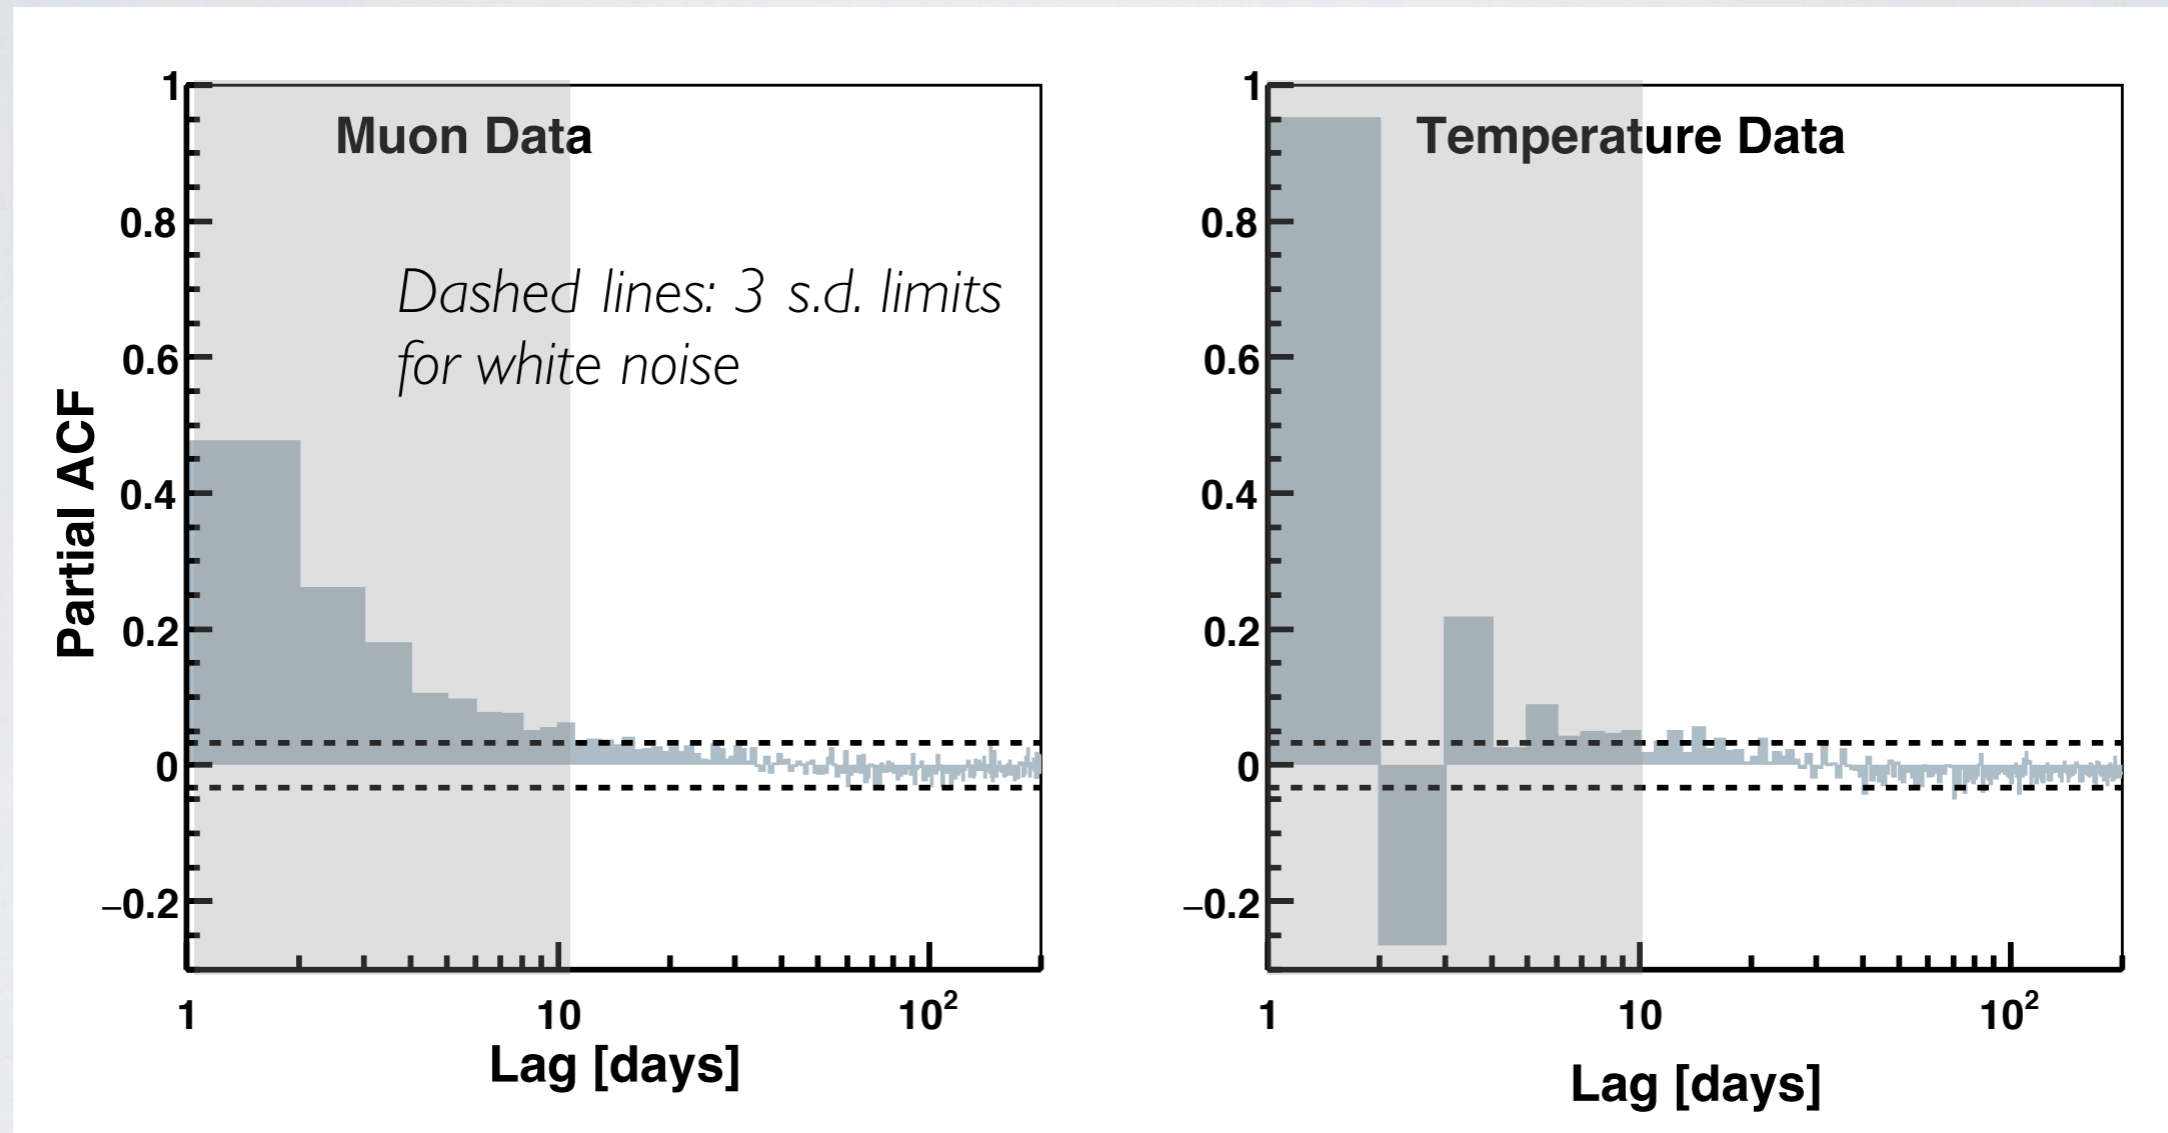 Muon Data
Dashed lines: 3 s.d. limits
for white noise
Partial ACF
1
0.8
0.6
0.4
0.2
0
−0.2
1
10
10²
Lag [days]
Temperature Data
1
0.8
0.6
0.4
0.2
0
−0.2
1
10
10²
Lag [days]